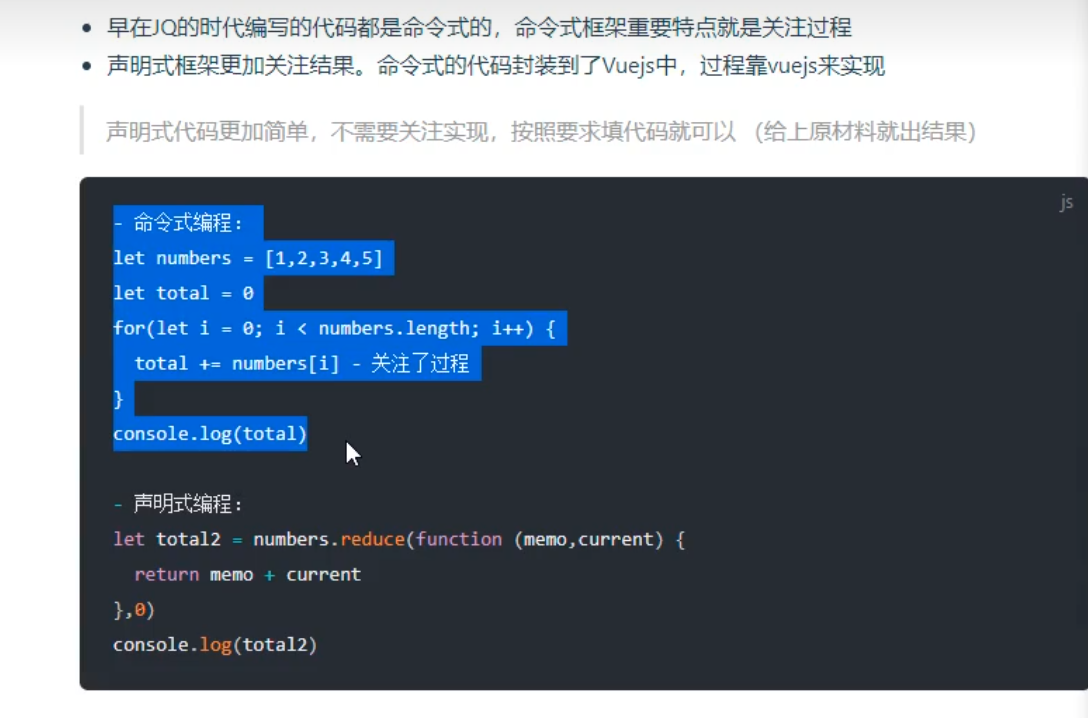 早在JQ的时代编写的代码都是命令式的，命令式框架重要特点就是关注过程
声明式框架更加关注结果。命令式的代码封装到了Vuejs中，过程靠vuejs来实现
声明式代码更加简单，不需要关注实现，按照要求填代码就可以 （给上原材料就出结果）
js
- 命令式编程：
let numbers = [1,2,3,4,5]
let total = 0
for(let i = 0; i < numbers.length; i++) {
  total += numbers[i] - 关注了过程
}
console.log(total)
- 声明式编程：
let total2 = numbers.reduce(function (memo,current) {
  return memo + current
},0)
console.log(total2)